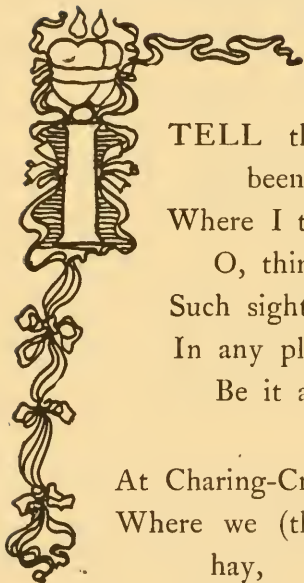 I TELL th
been
Where I t
O, thin
Such sight
In any pl
Be it a
At Charing-Cr
Where we (th
hay,